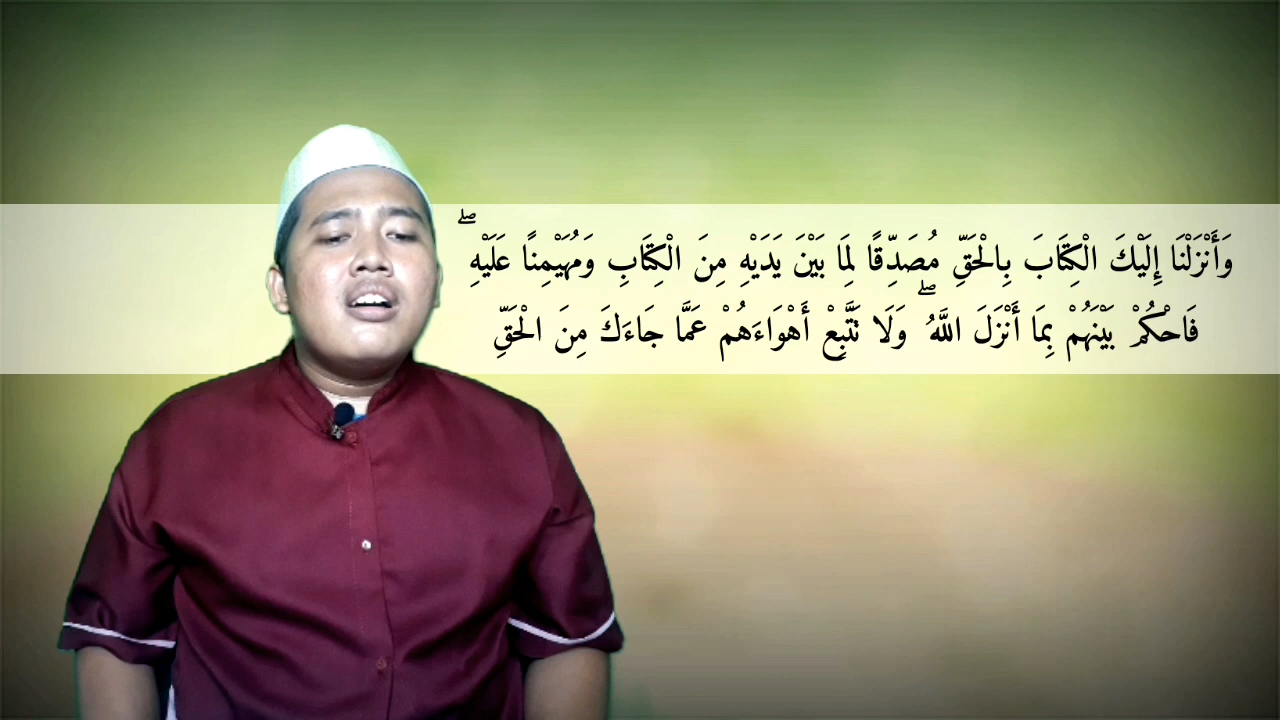 وَأَنْزَلْنَا إِلَيْكَ الْكِتَابَ بِالْحَقِّ مُصَدِّقًا لِمَا بَيْنَ يَدَيْهِ مِنَ الْكِتَابِ وَمُهَيْمِنًا عَلَيْهِ ۖ
فَاحْكُمْ بَيْنَهُمْ بِمَا أَنْزَلَ اللَّهُ ۖ وَلَا تَتَّبِعْ أَهْوَاءَهُمْ عَمَّا جَاءَكَ مِنَ الْحَقِّ